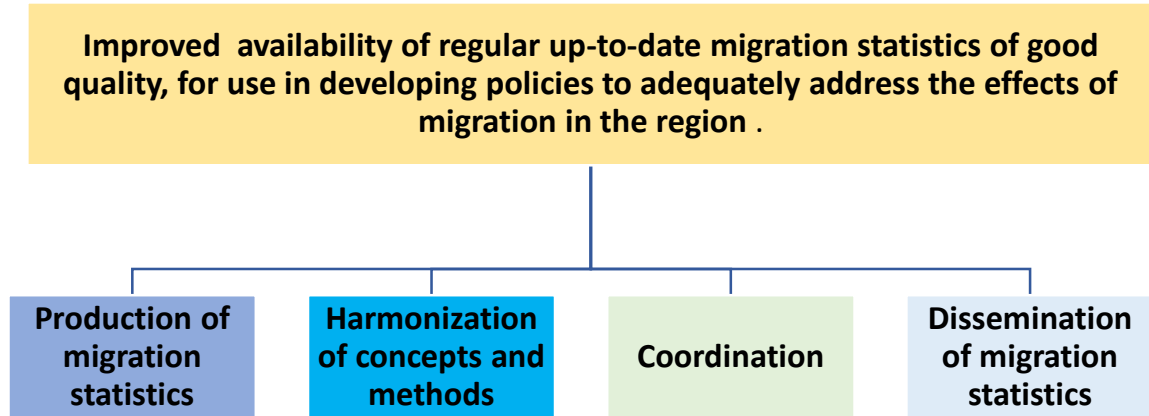 Improved  availability of regular up-to-date migration statistics of good
quality, for use in developing policies to adequately address the effects of
migration in the region .
Production of
migration
statistics
Harmonization
of concepts and
methods
Coordination
Dissemination
of migration
statistics